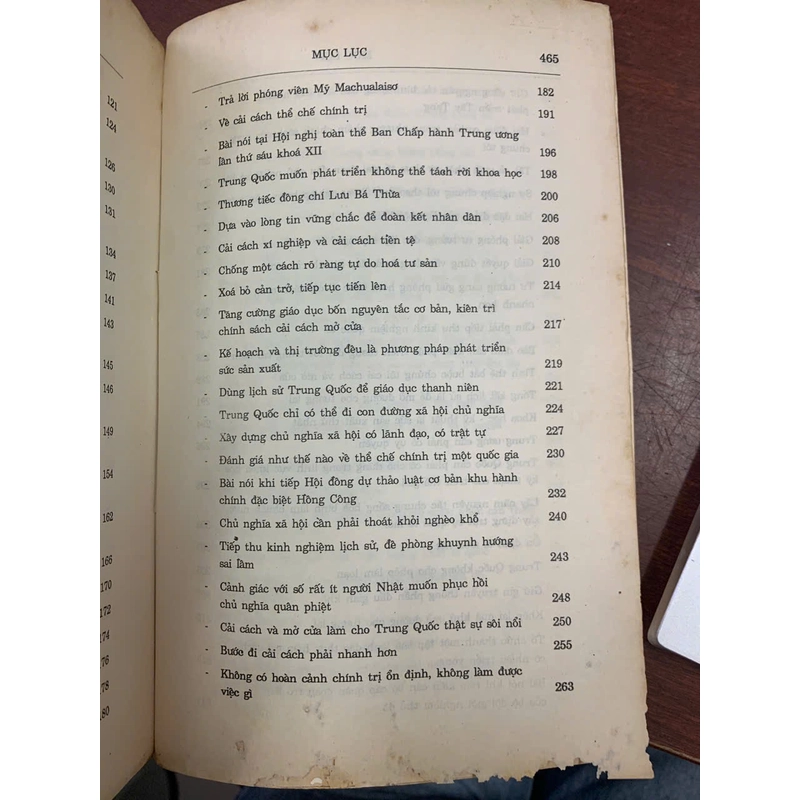 MỤC LỤC 465
- Trả lời phóng viên Mỹ Machualaisơ 182
- Về cải cách thể chế chính trị 191
- Bài nói tại Hội nghị toàn thể Ban Chấp hành Trung ương
lần thứ sáu khoá XII 196
- Trung Quốc muốn phát triển không thể tách rời khoa học 198
- Thương tiếc đồng chí Lưu Bá Thừa 200
- Dựa vào lòng tin vững chắc để đoàn kết nhân dân 206
- Cải cách xí nghiệp và cải cách tiền tệ 208
- Chống một cách rõ ràng tự do hoá tư sản 210
- Xoá bỏ cản trở, tiếp tục tiến lên 214
- Tăng cường giáo dục bốn nguyên tắc cơ bản, kiên trì
chính sách cải cách mở cửa 217
- Kế hoạch và thị trường đều là phương pháp phát triển
sức sản xuất 219
- Dùng lịch sử Trung Quốc để giáo dục thanh niên 221
- Trung Quốc chỉ có thể đi con đường xã hội chủ nghĩa 224
- Xây dựng chủ nghĩa xã hội có lãnh đạo, có trật tự 227
- Đánh giá như thế nào về thể chế chính trị một quốc gia 230
- Bài nói khi tiếp Hội đồng dự thảo luật cơ bản khu hành
chính đặc biệt Hồng Công 232
- Chủ nghĩa xã hội cần phải thoát khỏi nghèo khổ 240
- Tiếp thu kinh nghiệm lịch sử, đề phòng khuynh hướng
sai lầm 243
- Cảnh giác với số rất ít người Nhật muốn phục hồi
chủ nghĩa quân phiệt 248
- Cải cách và mở cửa làm cho Trung Quốc thật sự sôi nổi 250
- Bước đi cải cách phải nhanh hơn 255
- Không có hoàn cảnh chính trị ổn định, không làm được
việc gì 263
121
124
126
130
131
134
137
141
143
145
146
149
154
162
166
170
172
174
176
178
180